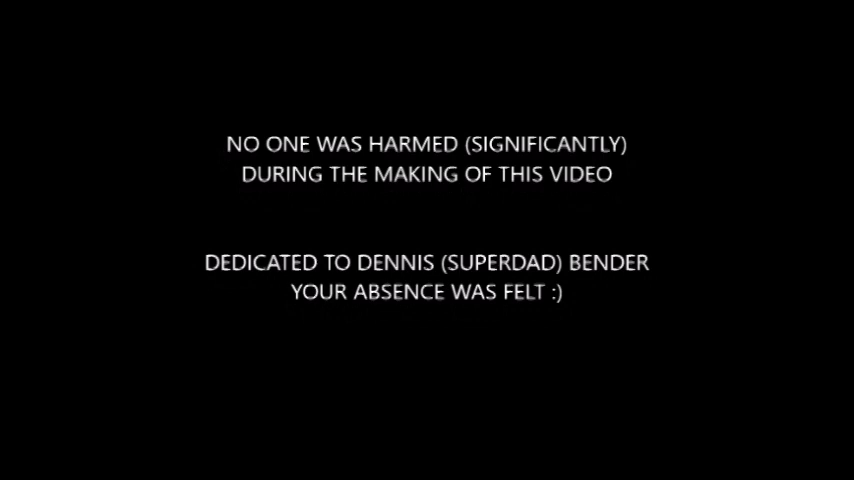 NO ONE WAS HARMED (SIGNIFICANTLY)
DURING THE MAKING OF THIS VIDEO
DEDICATED TO DENNIS (SUPERDAD) BENDER
YOUR ABSENCE WAS FELT :)